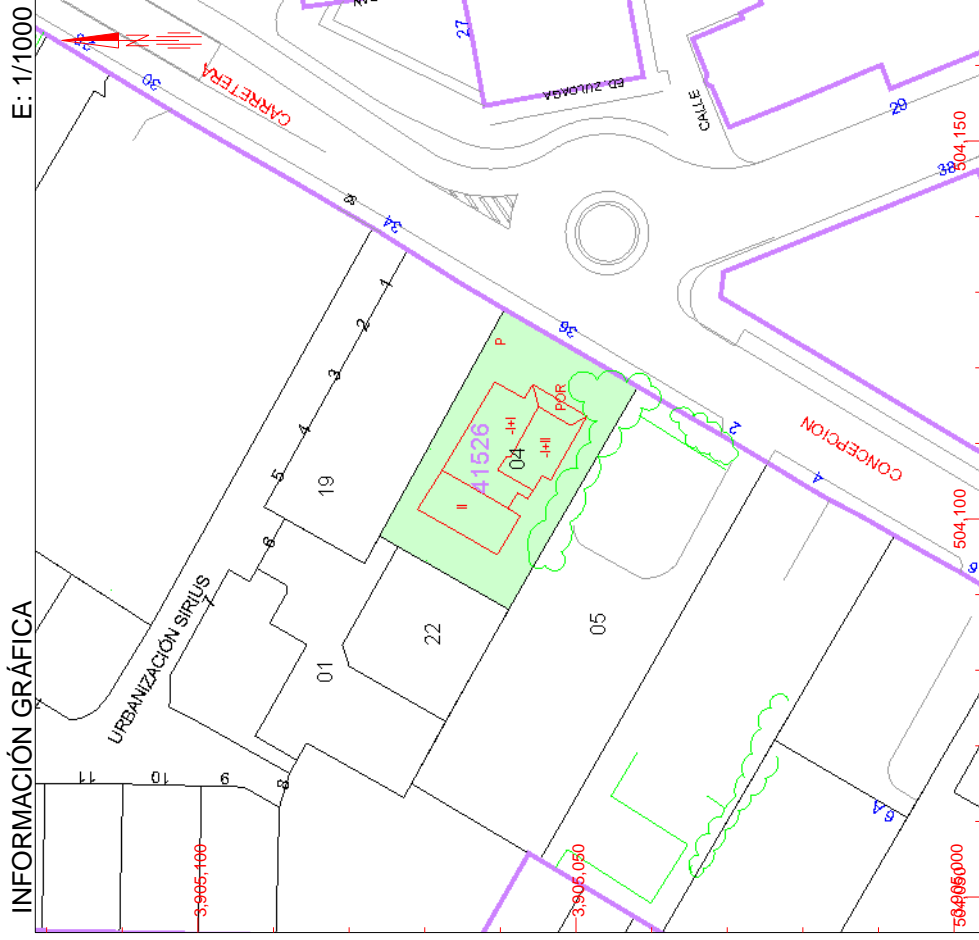 INFORMACIÓN GRÁFICA
E: 1/1000
CARRETERA
CONCEPCION
CALLE
ED. ZULOAGA
URBANIZACIÓN SIRIUS
N
27
29
38
30
34
36
2
4
6
6 A
1
2
3
4
5
6
7
8
9
10
11
19
01
22
05
04
41526
P
POR
-I+I
-I+II
II
3,905,100
3,905,050
504,150
504,100